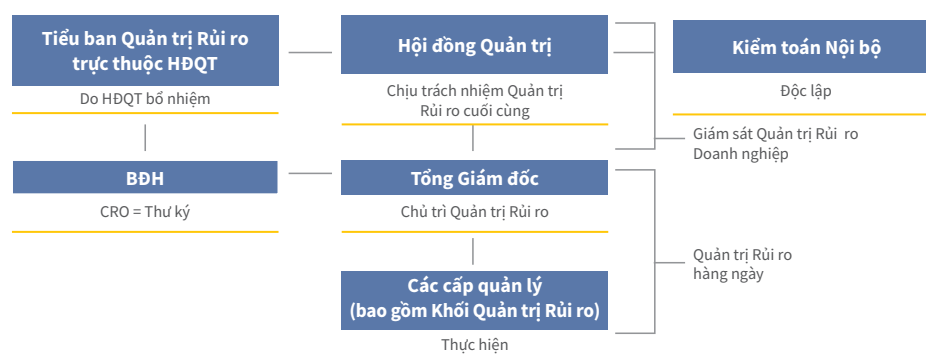 Tiểu ban Quản trị Rủi ro
trực thuộc HĐQT
Do HĐQT bổ nhiệm
Hội đồng Quản trị
Chịu trách nhiệm Quản trị
Rủi ro cuối cùng
Kiểm toán Nội bộ
Độc lập
Giám sát Quản trị Rủi ro
Doanh nghiệp
BĐH
CRO = Thư ký
Tổng Giám đốc
Chủ trì Quản trị Rủi ro
Quản trị Rủi ro
hàng ngày
Các cấp quản lý
(bao gồm Khối Quản trị Rủi ro)
Thực hiện